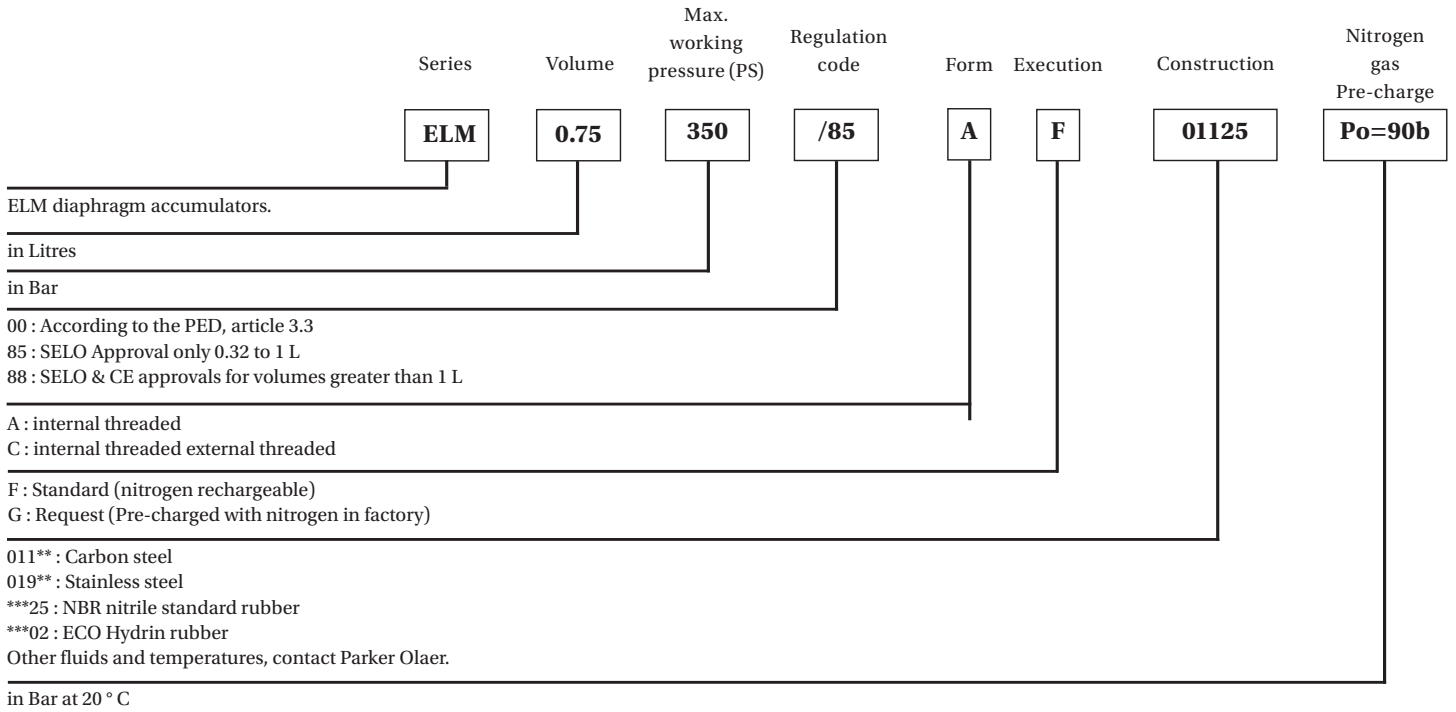 Series
Volume
Max.
working
pressure (PS)
Regulation
code
Form
Execution
Construction
Nitrogen
gas
Pre-charge
ELM
0.75
350
/85
A
F
01125
Po=90b
ELM diaphragm accumulators.
in Litres
in Bar
00 : According to the PED, article 3.3
85 : SELO Approval only 0.32 to 1 L
88 : SELO & CE approvals for volumes greater than 1 L
A : internal threaded
C : internal threaded external threaded
F : Standard (nitrogen rechargeable)
G : Request (Pre-charged with nitrogen in factory)
011** : Carbon steel
019** : Stainless steel
***25 : NBR nitrile standard rubber
***02 : ECO Hydrin rubber
Other fluids and temperatures, contact Parker Olaer.
in Bar at 20 ° C